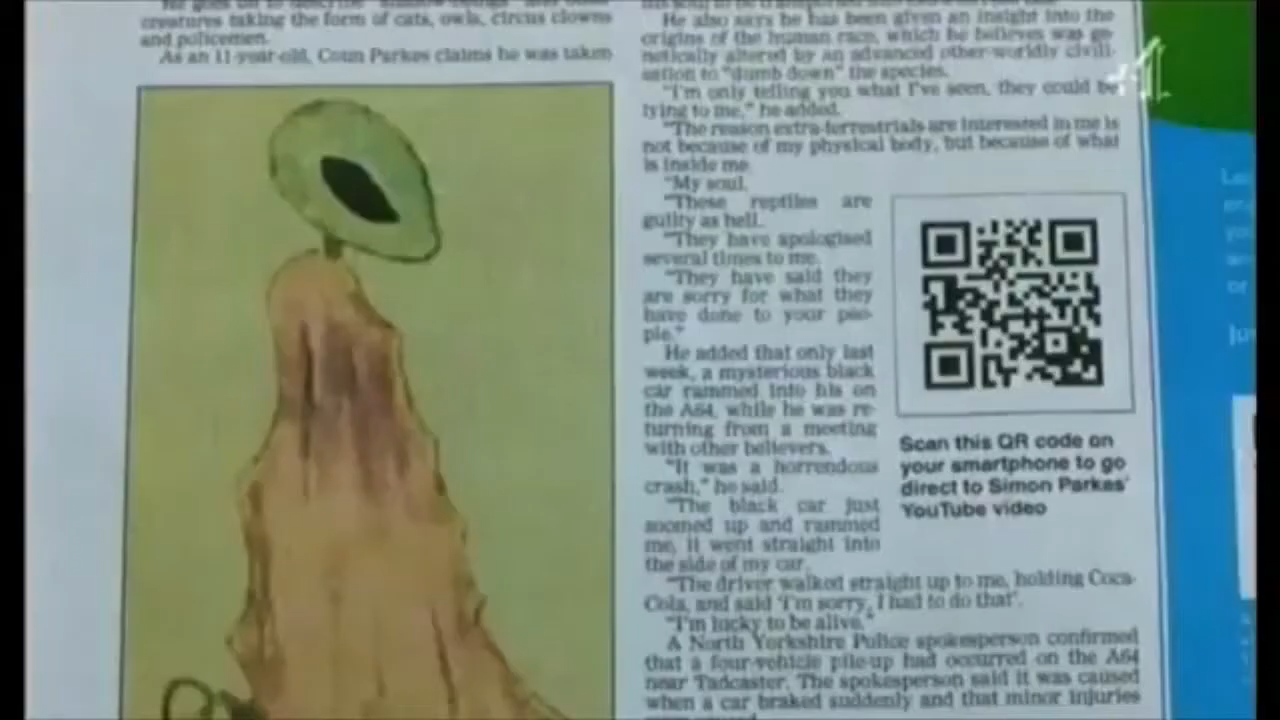 creatures taking the form of cats, owls, circus clowns
and policemen.
As an 11-year-old, Coun Parkes claims he was taken
He also says he has been given an insight into the
origins of the human race, which he believes was ge-
netically altered by an advanced other-worldly civili-
sation to "dumb down" the species.
"I'm only telling you what I've seen, they could be
lying to me," he added.
"The reason extra-terrestrials are interested in me is
not because of my physical body, but because of what
is inside me.
"My soul.
"These reptiles are
guilty as hell.
"They have apologised
several times to me.
"They have said they
are sorry for what they
have done to your peo-
ple."
He added that only last
week, a mysterious black
car rammed into his on
the A64, while he was re-
turning from a meeting
with other believers.
"It was a horrendous
crash," he said.
"The black car just
zoomed up and rammed
me, it went straight into
the side of my car.
"The driver walked straight up to me, holding Coca-
Cola, and said 'I'm sorry, I had to do that'.
"I'm lucky to be alive."
A North Yorkshire Police spokesperson confirmed
that a four-vehicle pile-up had occurred on the A64
near Tadcaster. The spokesperson said it was caused
when a car braked suddenly and that minor injuries
Scan this QR code on
your smartphone to go
direct to Simon Parkes'
YouTube video
+4
or